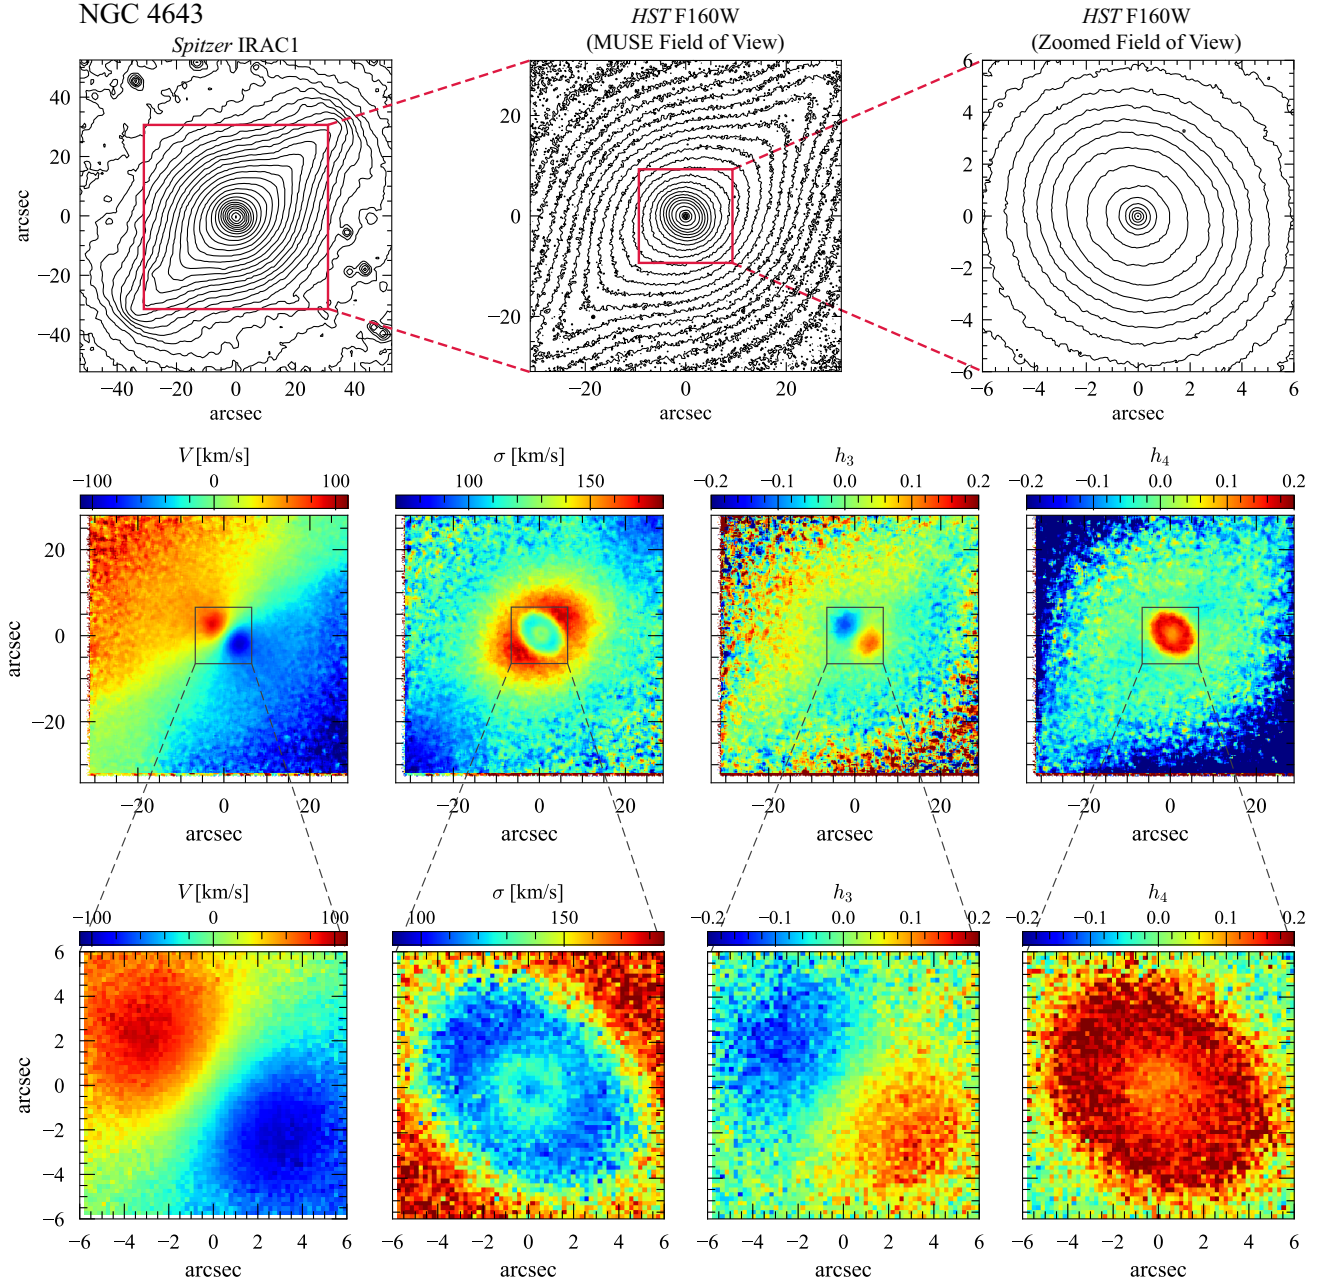 NGC 4643
Spitzer IRAC1
HST F160W
(MUSE Field of View)
HST F160W
(Zoomed Field of View)
40
20
0
−20
−40
arcsec
−40 −20 0 20 40
arcsec
20
0
−20
−20 0 20
arcsec
6
4
2
0
−2
−4
−6
−6 −4 −2 0 2 4 6
arcsec
V [km/s]
−100 0 100
σ [km/s]
100 150
h3
−0.2 −0.1 0.0 0.1 0.2
h4
−0.2 −0.1 0.0 0.1 0.2
20
0
−20
arcsec
−20 0 20
arcsec
−20 0 20
arcsec
−20 0 20
arcsec
−20 0 20
arcsec
V [km/s]
−100 0 100
σ [km/s]
100 150
h3
−0.2 −0.1 0.0 0.1 0.2
h4
−0.2 −0.1 0.0 0.1 0.2
6
4
2
0
−2
−4
−6
arcsec
−6 −4 −2 0 2 4 6
arcsec
−6 −4 −2 0 2 4 6
arcsec
−6 −4 −2 0 2 4 6
arcsec
−6 −4 −2 0 2 4 6
arcsec